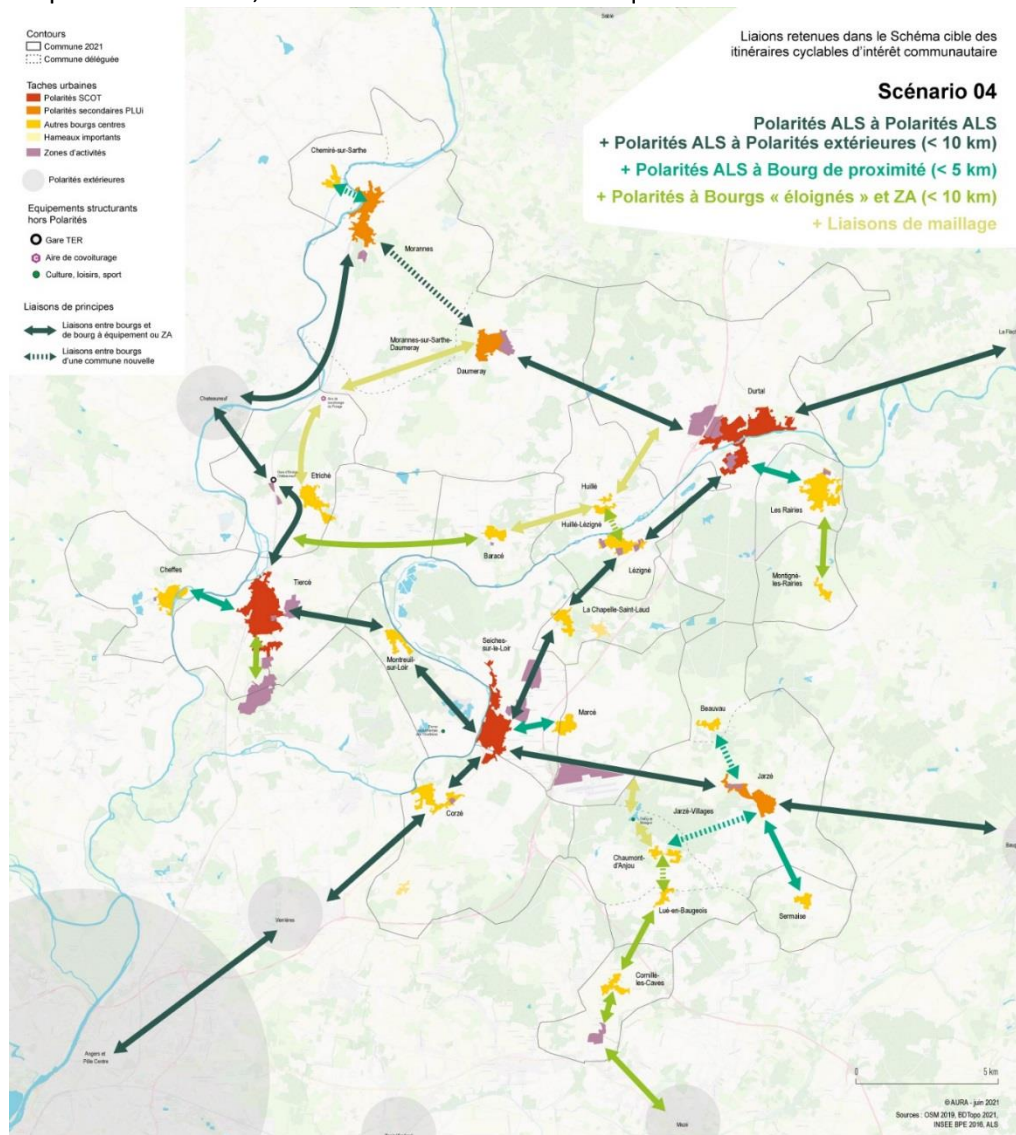 Liaisons retenues dans le Schéma cible des
itinéraires cyclables d'intérêt communautaire
Scénario 04
Polarités ALS à Polarités ALS
+ Polarités ALS à Polarités extérieures (< 10 km)
+ Polarités ALS à Bourg de proximité (< 5 km)
+ Polarités à Bourgs « éloignés » et ZA (< 10 km)
+ Liaisons de maillage
Contours
Commune 2021
Commune déléguée
Taches urbaines
Polarités SCOT
Polarités secondaires PLUi
Autres bourgs centres
Hameaux importants
Zones d'activités
Polarités extérieures
Equipements structurants
hors Polarités
Gare TER
Aire de covoiturage
Culture, loisirs, sport
Liaisons de principes
Liaisons entre bourgs et
de bourg à équipement ou ZA
Liaisons entre bourgs
d'une commune nouvelle
Sablé
Chemiré-sur-Sarthe
Morannes
Morannes-sur-Sarthe-
Daumeray
Daumeray
La Flèche
Durtal
Chateauneuf
Etriché
Huillé
Huillé-Lézigné
Les Rairies
Baracé
Lézigné
Montigné-
les-Rairies
Cheffes
Tiercé
La Chapelle-Saint-Laud
Montreuil-
sur-Loir
Seiches-
sur-le-Loir
Marcé
Beauvau
Jarzé
Corzé
Jarzé-Villages
Chaumont-
d'Anjou
Lué-en-Baugeois
Sermaise
Verrières
Cornillé-
les-Caves
Angers et
Pôle Centre
0
5 km
© AURA - juin 2021
Sources : OSM 2019, BDTopo 2021,
INSEE BPE 2016, ALS